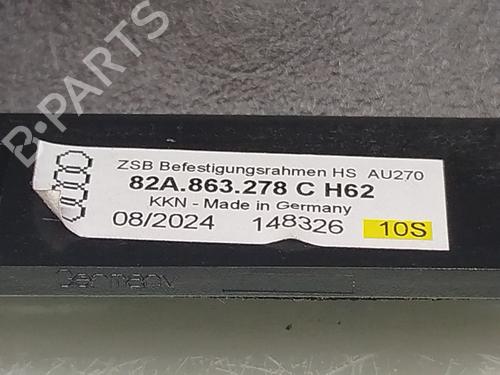 B-PARTS
ZSB Befestigungsrahmen HS AU270
82A.863.278 C H62
KKN - Made in Germany
08/2024 148326 10S
Germany